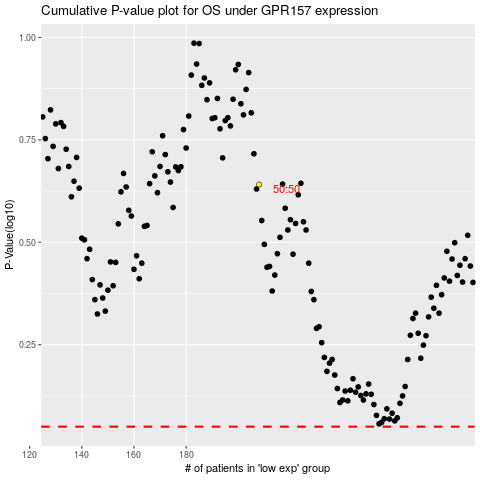 Cumulative P-value plot for OS under GPR157 expression
P-Value(log10)
1.00
0.75
0.50
0.25
50:50
120 140 160 180
# of patients in 'low exp' group